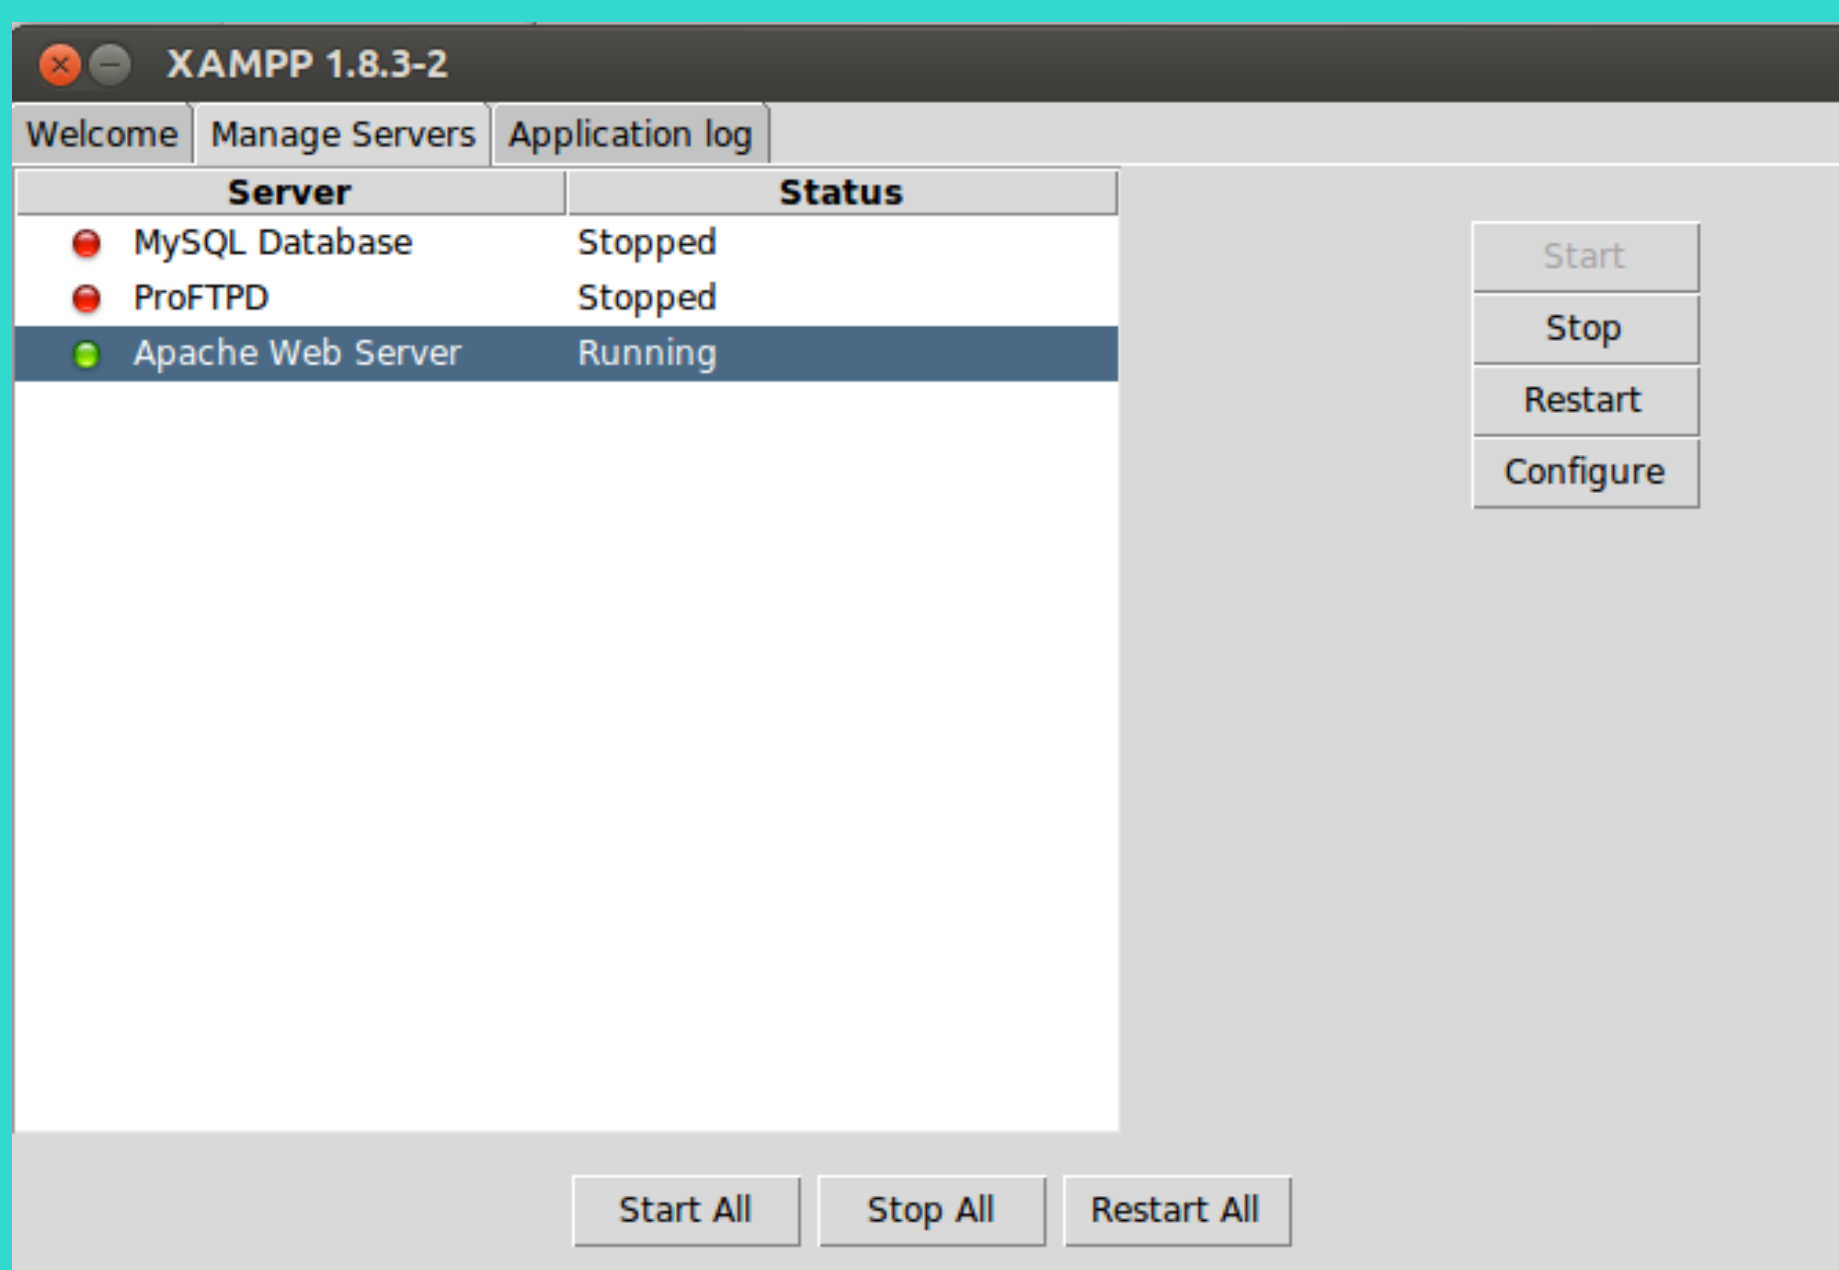 XAMPP 1.8.3-2
Welcome Manage Servers Application log
Server Status
MySQL Database Stopped
ProFTPD Stopped
Apache Web Server Running
Start
Stop
Restart
Configure
Start All Stop All Restart All